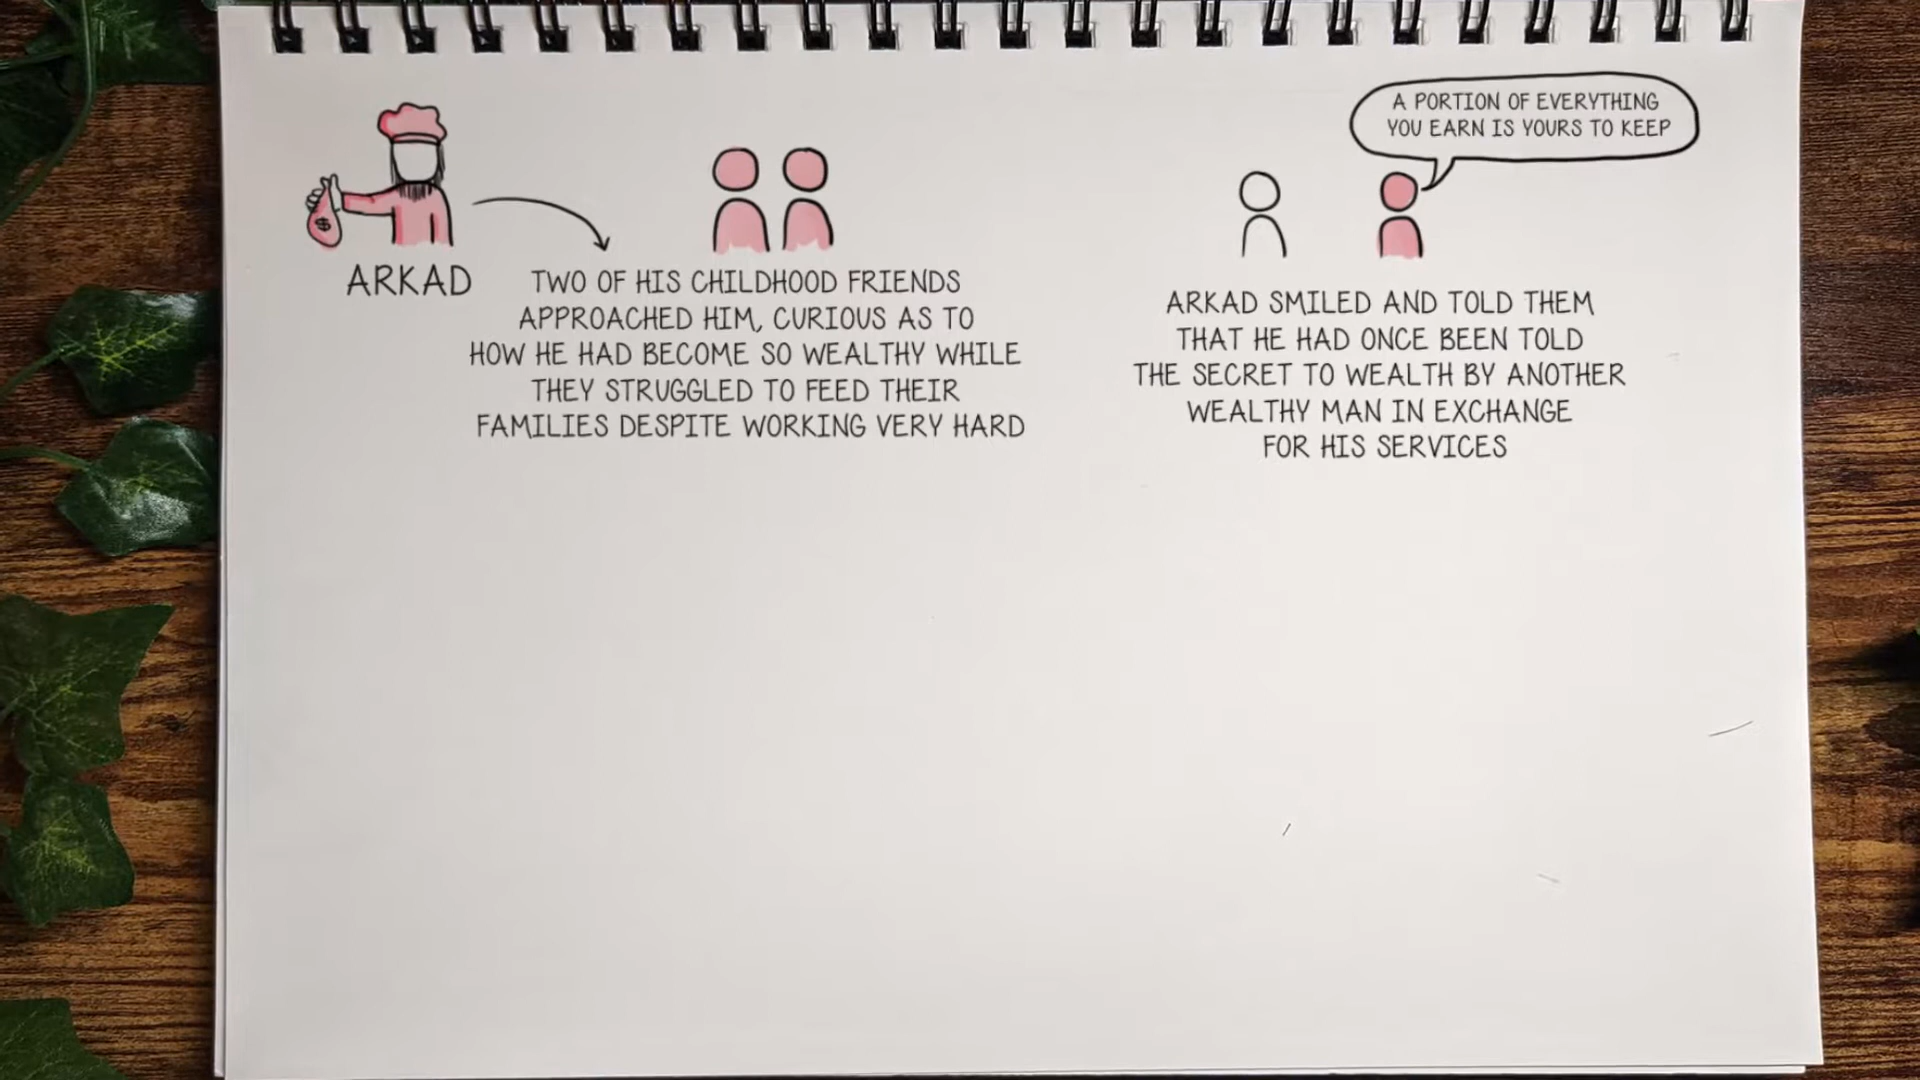 ARKAD
TWO OF HIS CHILDHOOD FRIENDS
APPROACHED HIM, CURIOUS AS TO
HOW HE HAD BECOME SO WEALTHY WHILE
THEY STRUGGLED TO FEED THEIR
FAMILIES DESPITE WORKING VERY HARD
A PORTION OF EVERYTHING
YOU EARN IS YOURS TO KEEP
ARKAD SMILED AND TOLD THEM
THAT HE HAD ONCE BEEN TOLD
THE SECRET TO WEALTH BY ANOTHER
WEALTHY MAN IN EXCHANGE
FOR HIS SERVICES
$